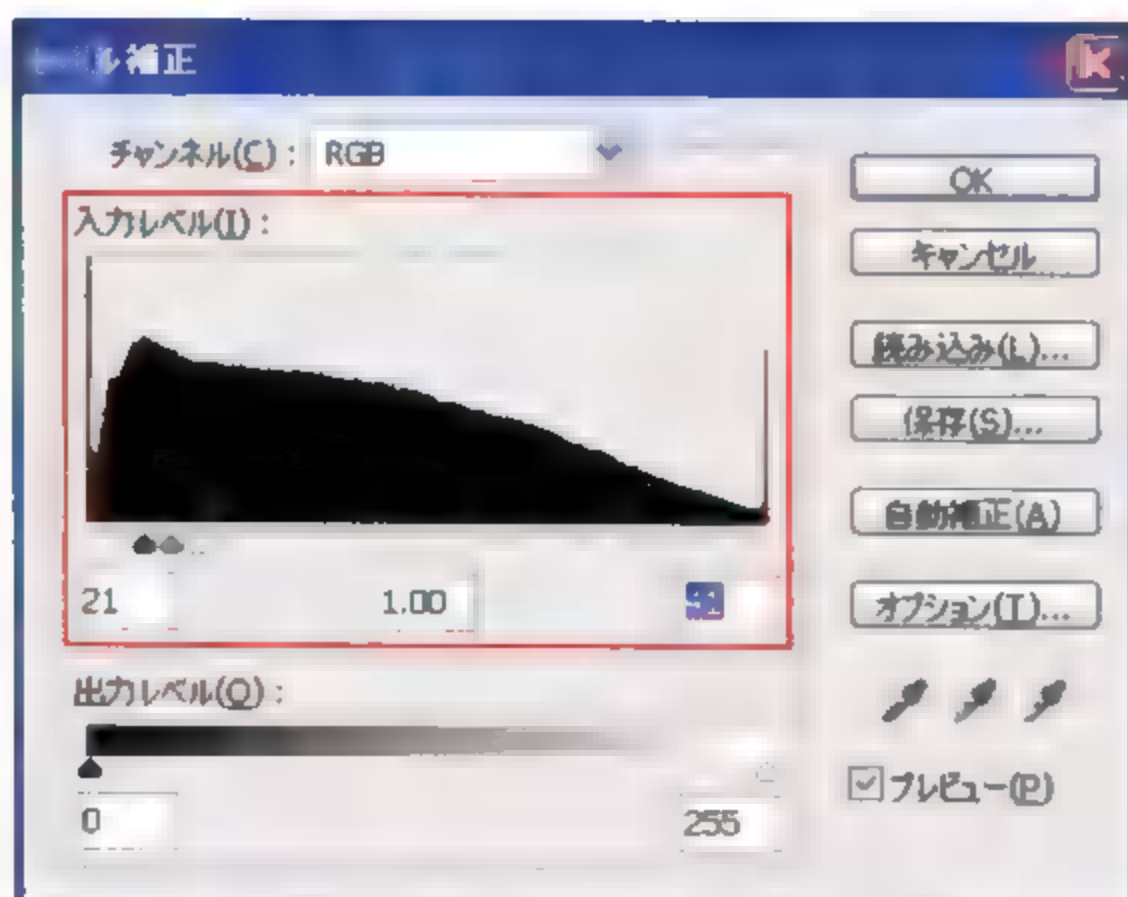 レベル補正
チャンネル(C): RGB
入力レベル(I):
21 1.00
出力レベル(O):
0 255
OK
キャンセル
読み込み(L)...
保存(S)...
自動補正(A)
オプション(T)...
プレビュー(P)